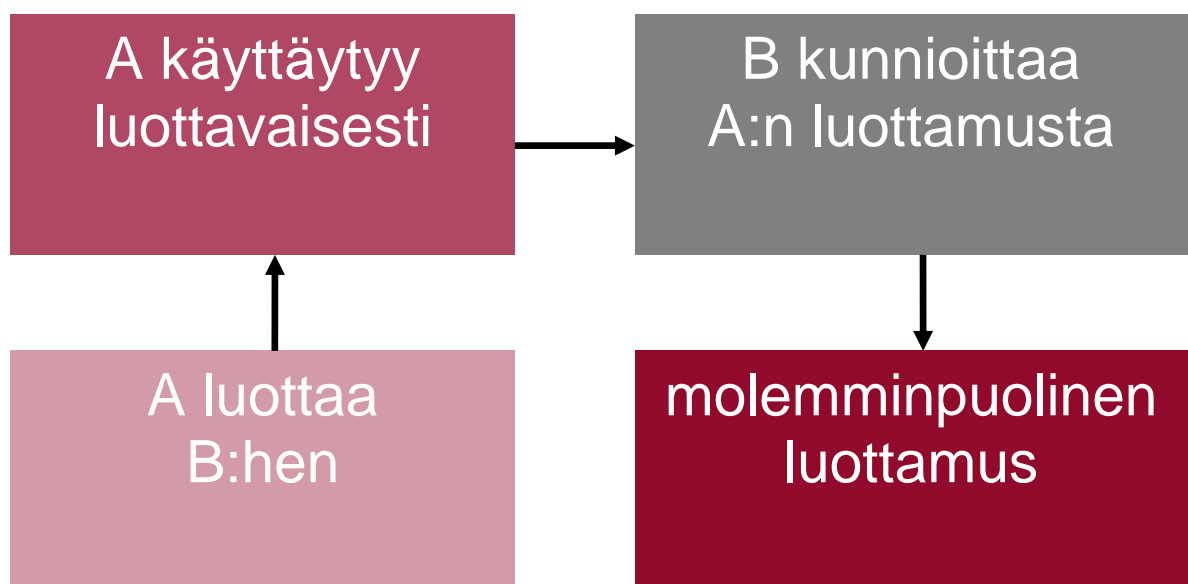 A käyttäytyy
luottavaisesti
B kunnioittaa
A:n luottamusta
A luottaa
B:hen
molemminpuolinen
luottamus